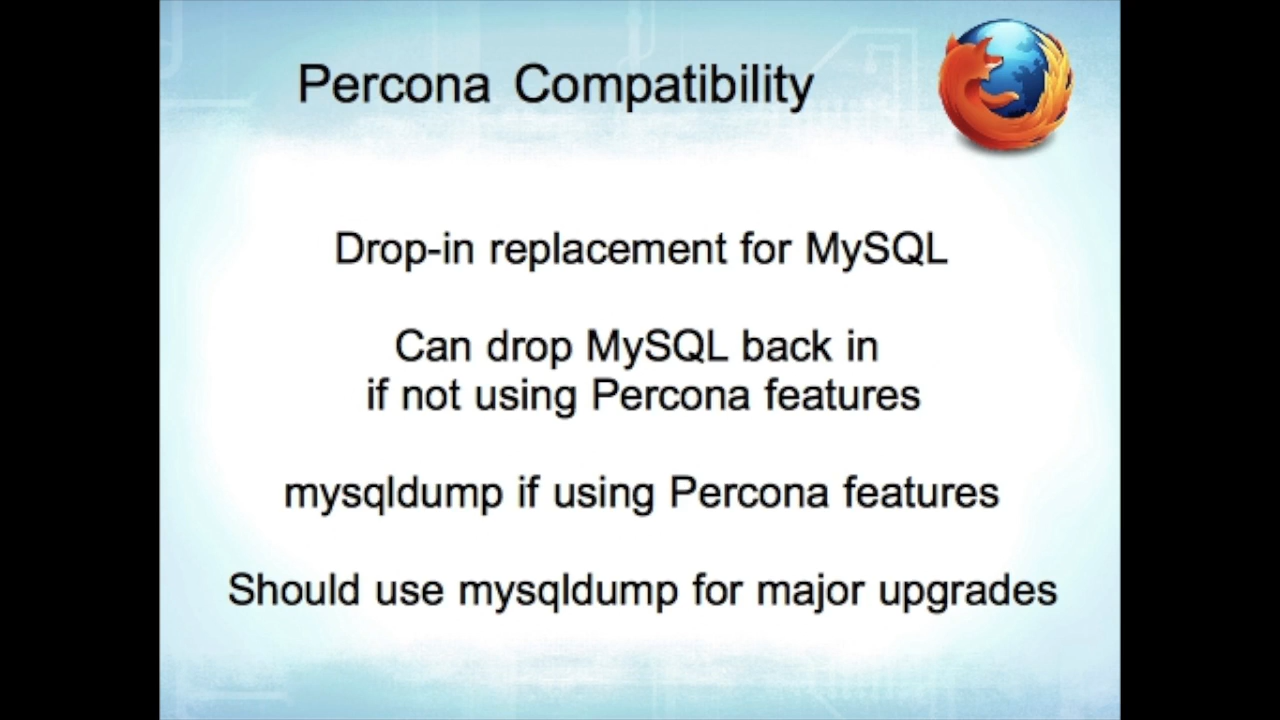 Percona Compatibility
Drop-in replacement for MySQL
Can drop MySQL back in
if not using Percona features
mysqldump if using Percona features
Should use mysqldump for major upgrades